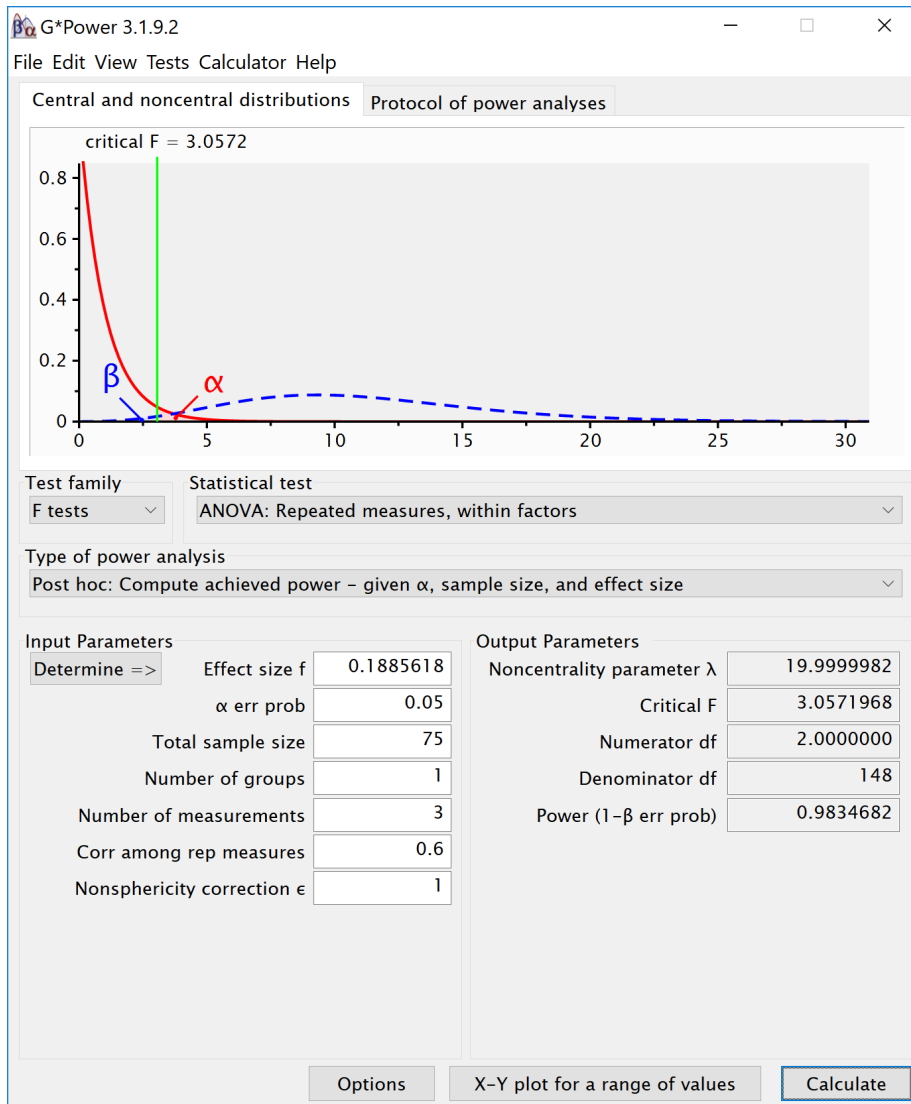 βα G*Power 3.1.9.2
File Edit View Tests Calculator Help
Central and noncentral distributions Protocol of power analyses
critical F = 3.0572
0.8
0.6
0.4
0.2
0
β α
0 5 10 15 20 25 30
Test family Statistical test
F tests ANOVA: Repeated measures, within factors
Type of power analysis
Post hoc: Compute achieved power – given α, sample size, and effect size
Input Parameters Output Parameters
Determine => Effect size f 0.1885618 Noncentrality parameter λ 19.9999982
α err prob 0.05 Critical F 3.0571968
Total sample size 75 Numerator df 2.0000000
Number of groups 1 Denominator df 148
Number of measurements 3 Power (1-β err prob) 0.9834682
Corr among rep measures 0.6
Nonsphericity correction ϵ 1
Options X-Y plot for a range of values Calculate